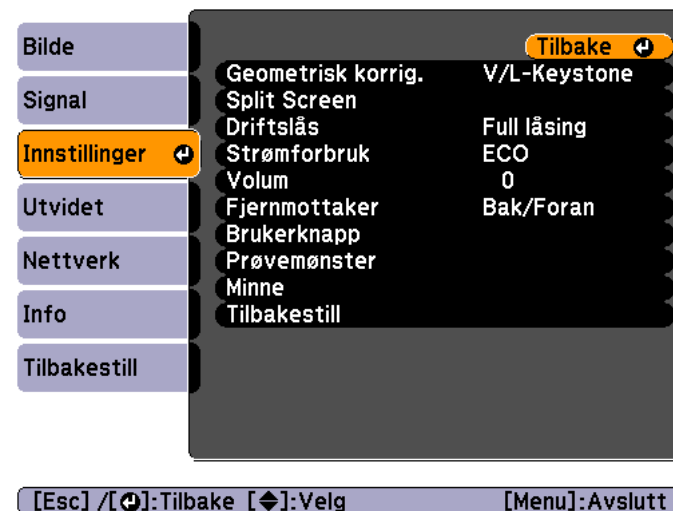 Bilde
Signal
Innstillinger
Utvidet
Nettverk
Info
Tilbakestill
Tilbake
Geometrisk korrig. V/L-Keystone
Split Screen
Driftslås Full låsing
Strømforbruk ECO
Volum 0
Fjernmottaker Bak/Foran
Brukerknapp
Prøvemønster
Minne
Tilbakestill
[Esc] /[⏎]:Tilbake [◆]:Velg [Menu]:Avslutt